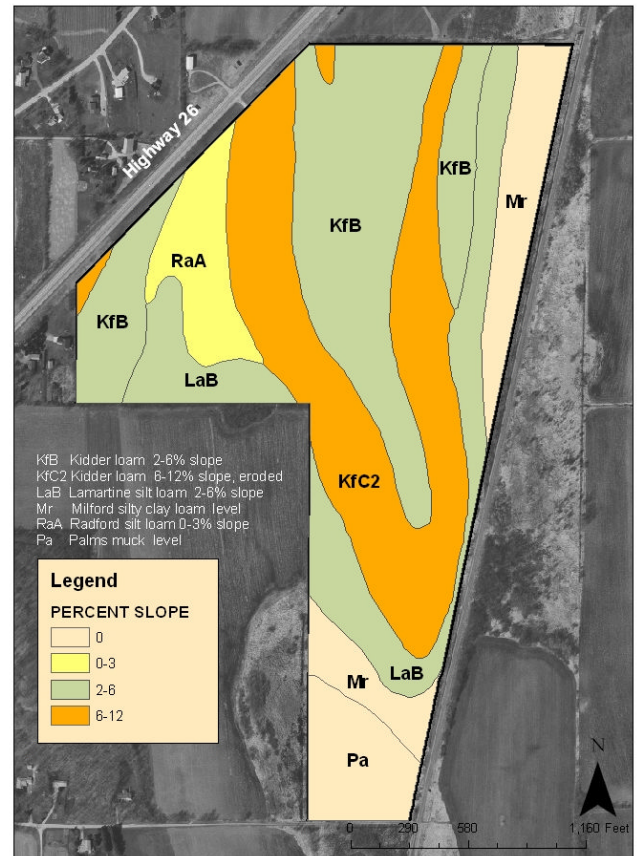 Highway 26
KfB
KfB
Mr
RaA
KfB
LaB
KfC2
KfB Kidder loam 2-6% slope
KfC2 Kidder loam 6-12% slope, eroded
LaB Lamartine silt loam 2-6% slope
Mr Milford silty clay loam level
RaA Radford silt loam 0-3% slope
Pa Palms muck level
Legend
PERCENT SLOPE
0
0-3
2-6
6-12
LaB
Mr
Pa
N
0 290 580 1,160 Feet